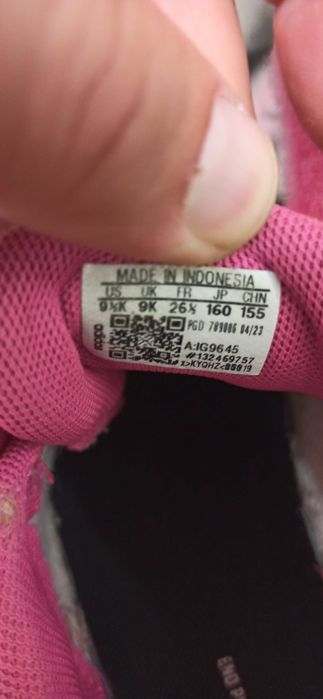 MADE IN INDONESIA
US UK FR JP CHN
9½K 9K 26½ 160 155
PGD 789006 04/23
A:IG9645
#132469757